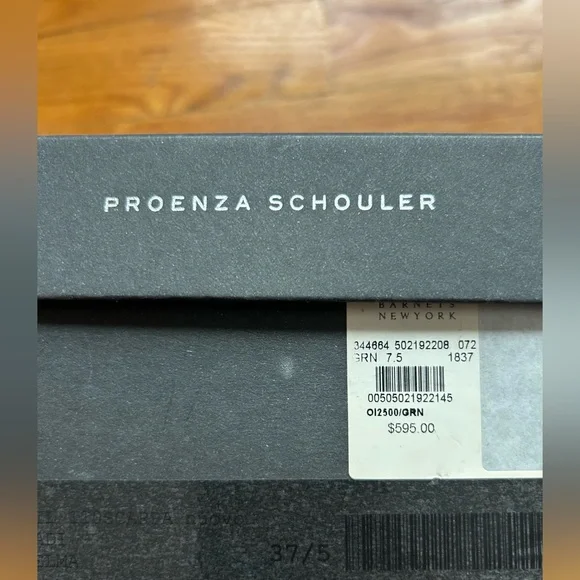 PROENZA SCHOULER
BARNEYS
NEWYORK
344664 502192208 072
GRN 7.5 1837
00505021922145
OI2500/GRN
$595.00
37/5